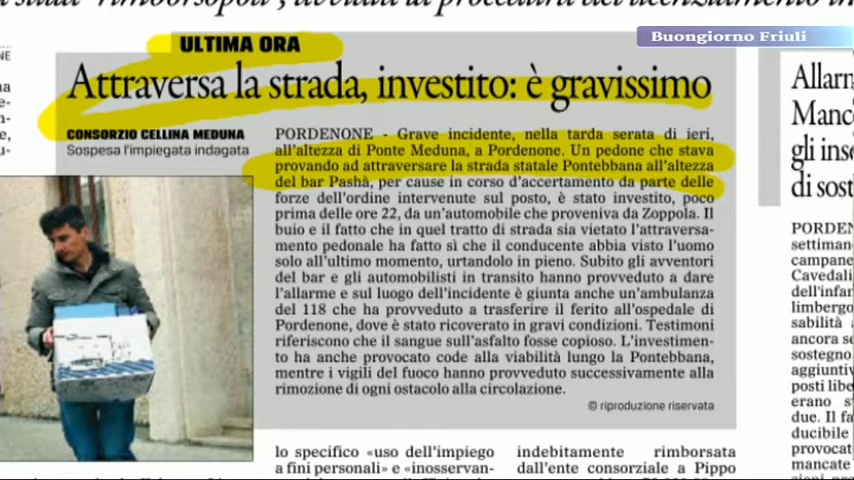 Buongiorno Friuli
ULTIMA ORA
Attraversa la strada, investito: è gravissimo
CONSORZIO CELLINA MEDUNA
Sospesa l'impiegata indagata
PORDENONE - Grave incidente, nella tarda serata di ieri,
all'altezza di Ponte Meduna, a Pordenone. Un pedone che stava
provando ad attraversare la strada statale Pontebbana all'altezza
del bar Pashà, per cause in corso d'accertamento da parte delle
forze dell'ordine intervenute sul posto, è stato investito, poco
prima delle ore 22, da un'automobile che proveniva da Zoppola. Il
buio e il fatto che in quel tratto di strada sia vietato l'attraversa-
mento pedonale ha fatto sì che il conducente abbia visto l'uomo
solo all'ultimo momento, urtandolo in pieno. Subito gli avventori
del bar e gli automobilisti in transito hanno provveduto a dare
l'allarme e sul luogo dell'incidente è giunta anche un'ambulanza
del 118 che ha provveduto a trasferire il ferito all'ospedale di
Pordenone, dove è stato ricoverato in gravi condizioni. Testimoni
riferiscono che il sangue sull'asfalto fosse copioso. L'investimen-
to ha anche provocato code alla viabilità lungo la Pontebbana,
mentre i vigili del fuoco hanno provveduto successivamente alla
rimozione di ogni ostacolo alla circolazione.
© riproduzione riservata
lo specifico «uso dell'impiego
a fini personali» e «inosservan-
indebitamente rimborsata
dall'ente consorziale a Pippo
Allarm
Manc
gli inse
di sost
PORDEN
settiman
campane
Cavedali
dell'infan
limbergo
sabilità
ancora se
sostegno
aggiuntiv
posti libe
erano s
due. Il fa
ducibile
provocat
mancate